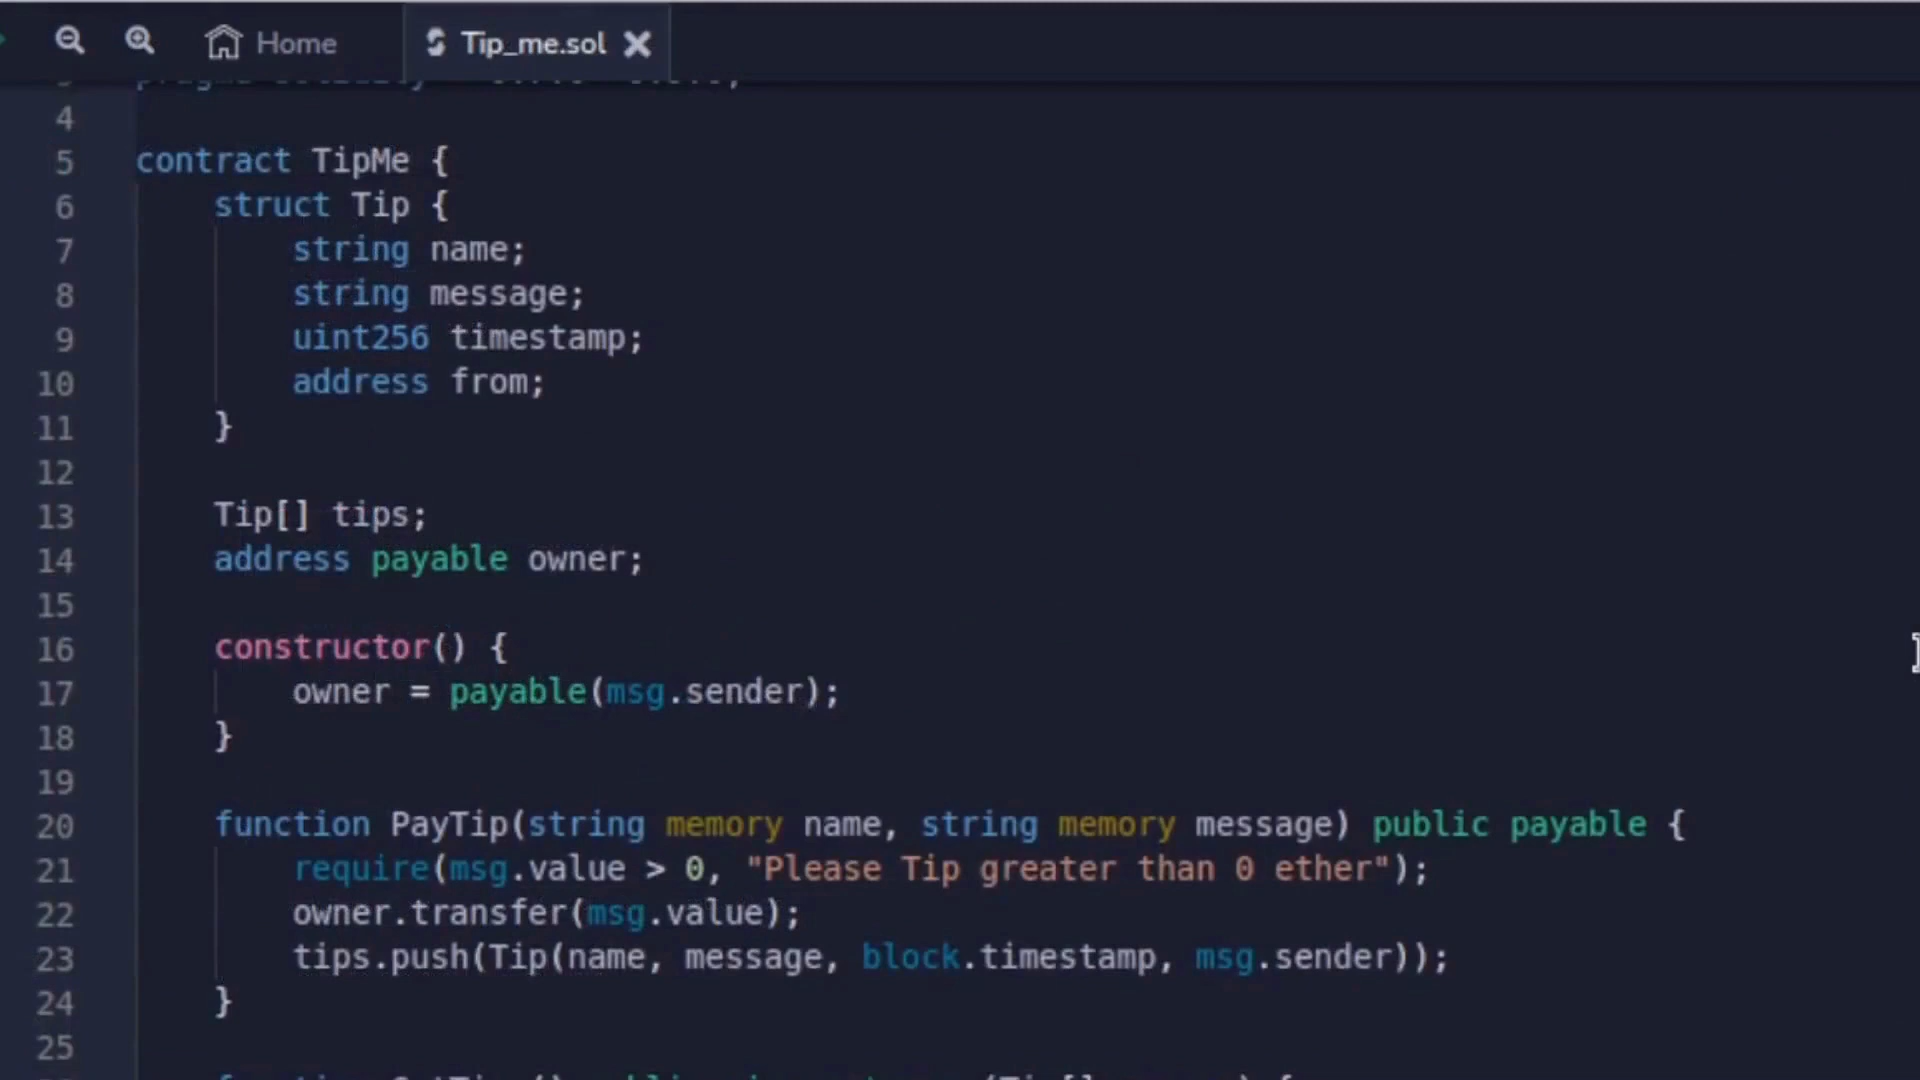 Home
Tip_me.sol
4
5 contract TipMe {
6 struct Tip {
7 string name;
8 string message;
9 uint256 timestamp;
10 address from;
11 }
12
13 Tip[] tips;
14 address payable owner;
15
16 constructor() {
17 owner = payable(msg.sender);
18 }
19
20 function PayTip(string memory name, string memory message) public payable {
21 require(msg.value > 0, "Please Tip greater than 0 ether");
22 owner.transfer(msg.value);
23 tips.push(Tip(name, message, block.timestamp, msg.sender));
24 }
25